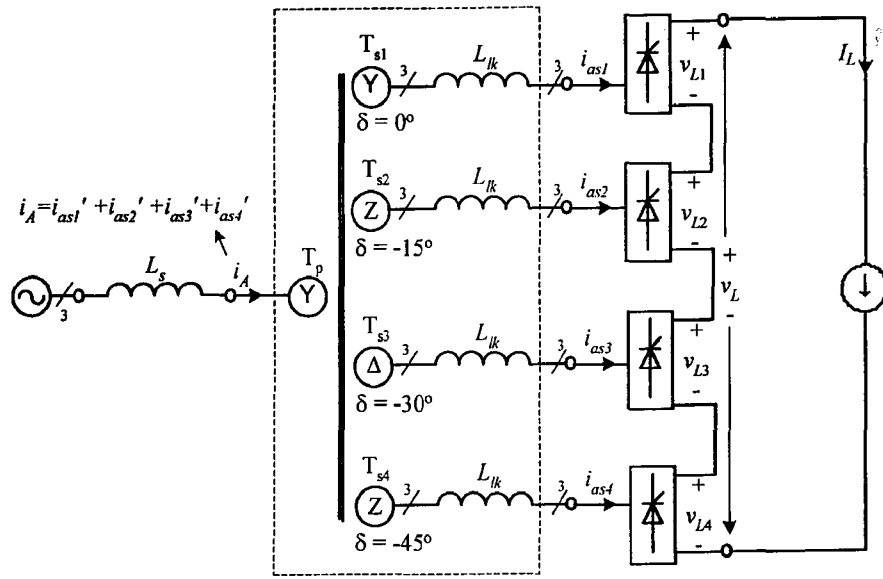 T_s1
3
L_lk
3
i_as1
Y
δ = 0°
+
v_L1
-
I_L
T_s2
3
L_lk
3
i_as2
Z
δ = -15°
+
v_L2
-
i_A=i_as1' +i_as2' +i_as3'+i_as4'
L_s
i_A
T_p
3
Y
+
v_L
-
T_s3
3
L_lk
3
i_as3
Δ
δ = -30°
+
v_L3
-
T_s4
3
L_lk
3
i_as4
Z
δ = -45°
+
v_L4
-